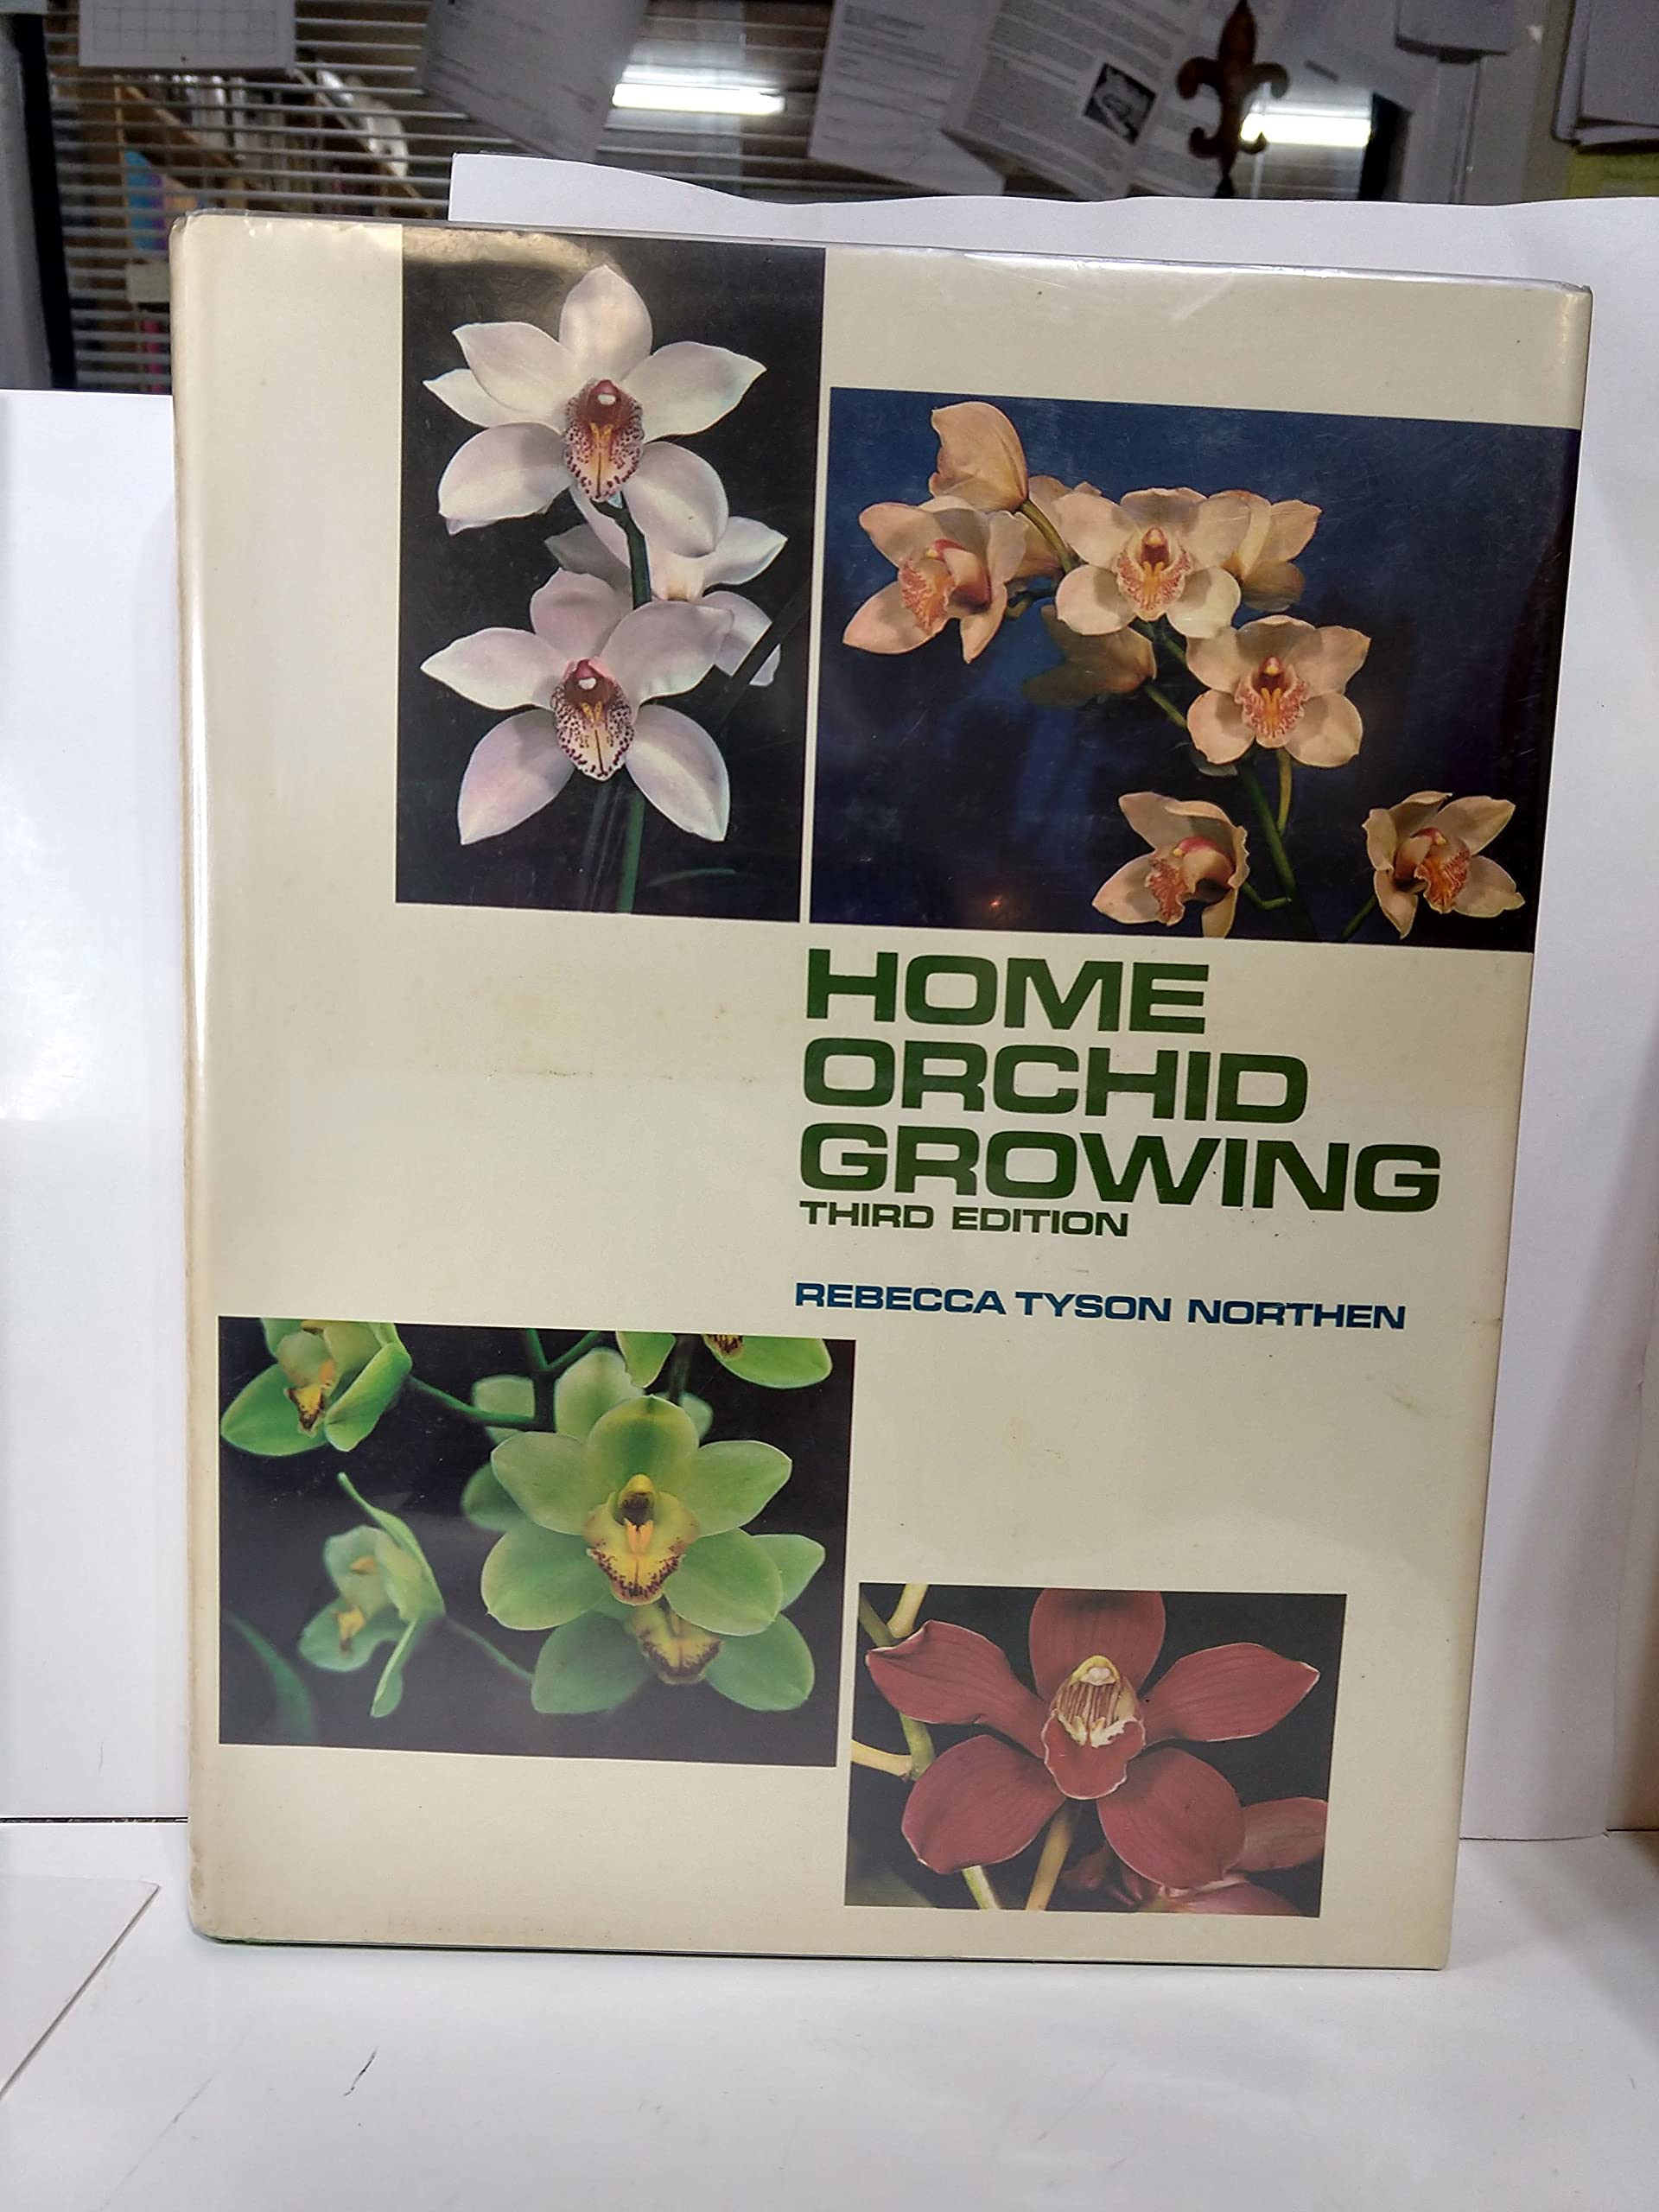 HOME
ORCHID
GROWING
THIRD EDITION
REBECCA TYSON NORTHEN